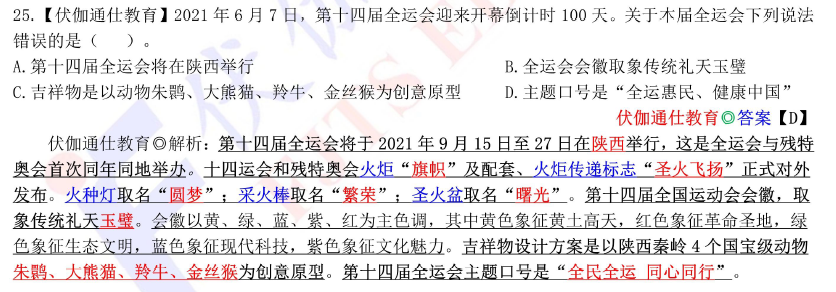 25.【伏伽通仕教育】2021 年 6 月 7 日，第十四届全运会迎来开幕倒计时 100 天。关于木届全运会下列说法
错误的是（　　）。
A.第十四届全运会将在陕西举行　　B.全运会会徽取象传统礼天玉璧
C.吉祥物是以动物朱鹮、大熊猫、羚牛、金丝猴为创意原型　　D.主题口号是“全运惠民、健康中国”
伏伽通仕教育◎答案【D】
伏伽通仕教育◎解析：第十四届全运会将于 2021 年 9 月 15 日至 27 日在陕西举行，这是全运会与残特
奥会首次同年同地举办。十四运会和残特奥会火炬“旗帜”及配套、火炬传递标志“圣火飞扬”正式对外
发布。火种灯取名“圆梦”；采火棒取名“繁荣”；圣火盆取名“曙光”。第十四届全国运动会会徽，取
象传统礼天玉璧。会徽以黄、绿、蓝、紫、红为主色调，其中黄色象征黄土高天，红色象征革命圣地，绿
色象征生态文明，蓝色象征现代科技，紫色象征文化魅力。吉祥物设计方案是以陕西秦岭 4 个国宝级动物
朱鹮、大熊猫、羚牛、金丝猴为创意原型。第十四届全运会主题口号是“全民全运 同心同行”。